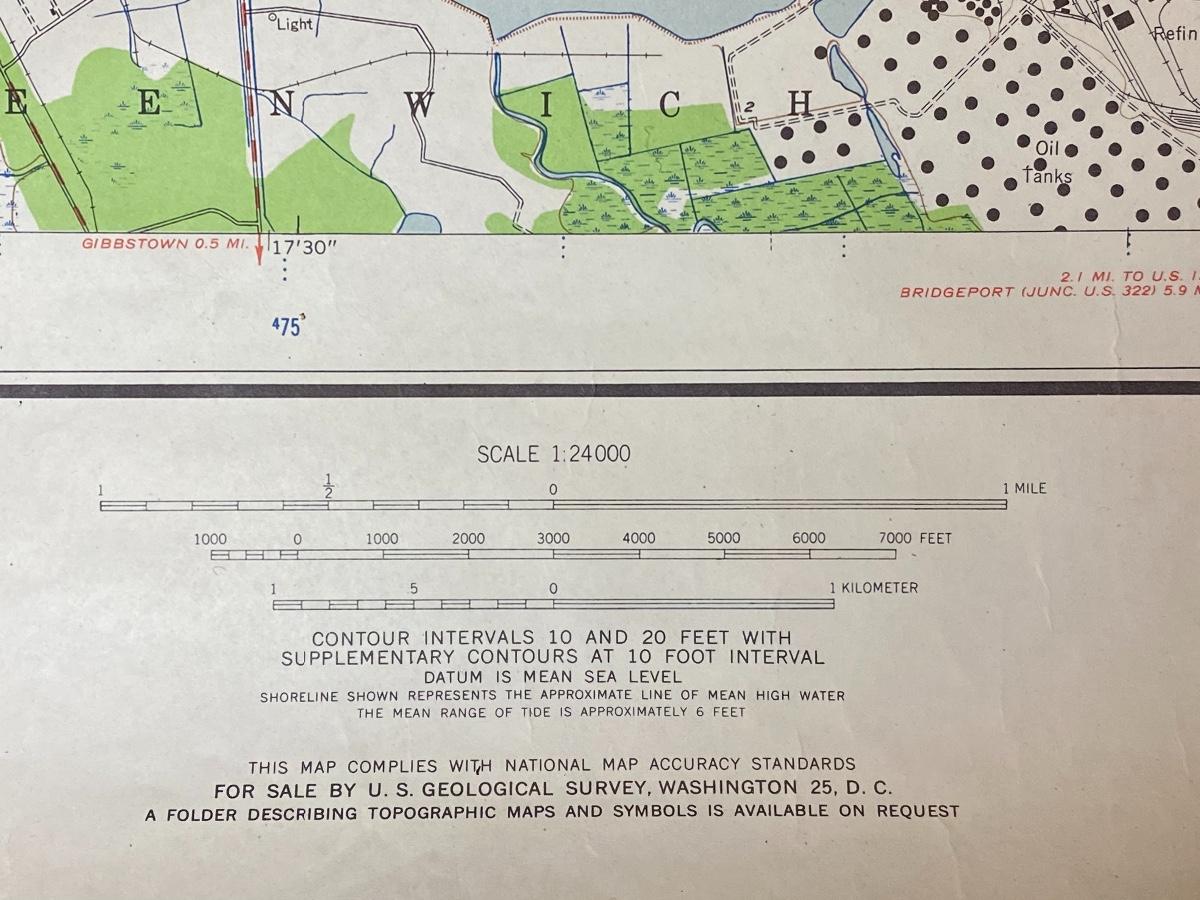 Light
Refin
E E N W I C H
2
Oil
Tanks
GIBBSTOWN 0.5 MI.
17'30"
2.1 MI. TO U.S. 1
BRIDGEPORT (JUNC. U.S. 322) 5.9 M
475
SCALE 1:24000
1 1/2 0 1 MILE
1000 0 1000 2000 3000 4000 5000 6000 7000 FEET
1 .5 0 1 KILOMETER
CONTOUR INTERVALS 10 AND 20 FEET WITH
SUPPLEMENTARY CONTOURS AT 10 FOOT INTERVAL
DATUM IS MEAN SEA LEVEL
SHORELINE SHOWN REPRESENTS THE APPROXIMATE LINE OF MEAN HIGH WATER
THE MEAN RANGE OF TIDE IS APPROXIMATELY 6 FEET
THIS MAP COMPLIES WITH NATIONAL MAP ACCURACY STANDARDS
FOR SALE BY U. S. GEOLOGICAL SURVEY, WASHINGTON 25, D. C.
A FOLDER DESCRIBING TOPOGRAPHIC MAPS AND SYMBOLS IS AVAILABLE ON REQUEST